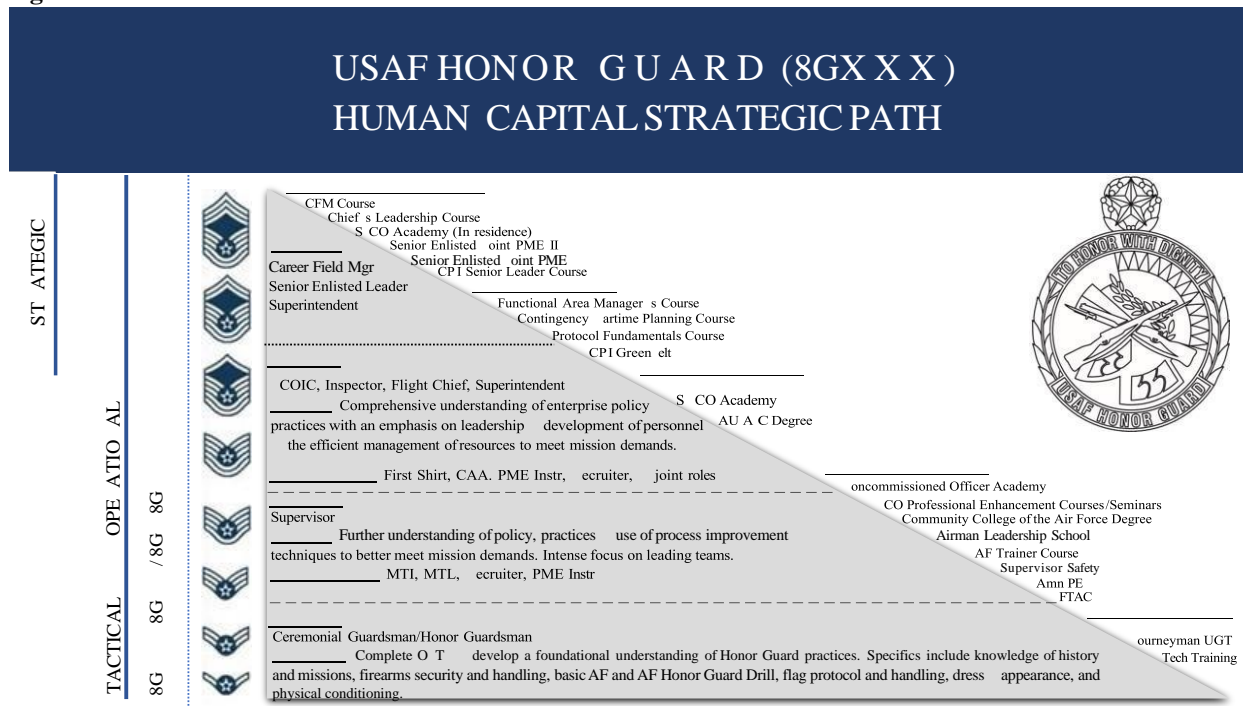 USAF HONOR GUARD (8GXXX)
HUMAN CAPITAL STRATEGIC PATH
ST ATEGIC
OPE ATIO AL
TACTICAL
8G
/ 8G
8G
8G
CFM Course
Chief s Leadership Course
S CO Academy (In residence)
Senior Enlisted oint PME II
Senior Enlisted oint PME
CP I Senior Leader Course
Career Field Mgr
Senior Enlisted Leader
Superintendent
Functional Area Manager s Course
Contingency artime Planning Course
Protocol Fundamentals Course
CP I Green elt
COIC, Inspector, Flight Chief, Superintendent
Comprehensive understanding of enterprise policy
practices with an emphasis on leadership development of personnel
the efficient management of resources to meet mission demands.
First Shirt, CAA. PME Instr, ecruiter, joint roles
S CO Academy
AU A C Degree
Supervisor
Further understanding of policy, practices use of process improvement
techniques to better meet mission demands. Intense focus on leading teams.
MTI, MTL, ecruiter, PME Instr
oncommissioned Officer Academy
CO Professional Enhancement Courses/Seminars
Community College of the Air Force Degree
Airman Leadership School
AF Trainer Course
Supervisor Safety
Amn PE
FTAC
Ceremonial Guardsman/Honor Guardsman
Complete O T develop a foundational understanding of Honor Guard practices. Specifics include knowledge of history
and missions, firearms security and handling, basic AF and AF Honor Guard Drill, flag protocol and handling, dress appearance, and
physical conditioning.
ourneyman UGT
Tech Training
TO HONOR WITH DIGNITY
USAF HONOR GUARD